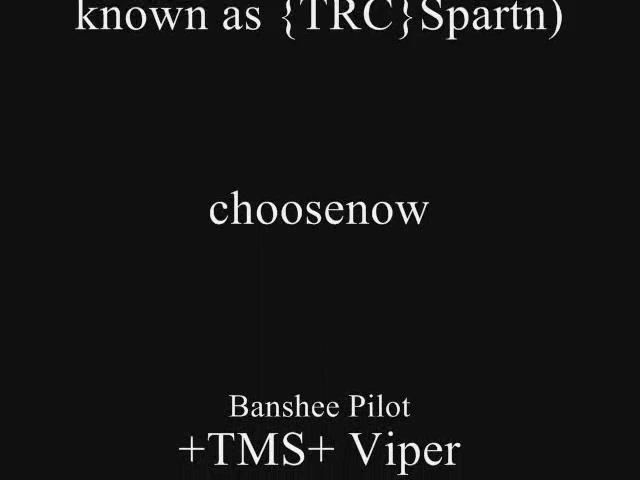 known as {TRC}Spartn)
choosenow
Banshee Pilot
+TMS+ Viper